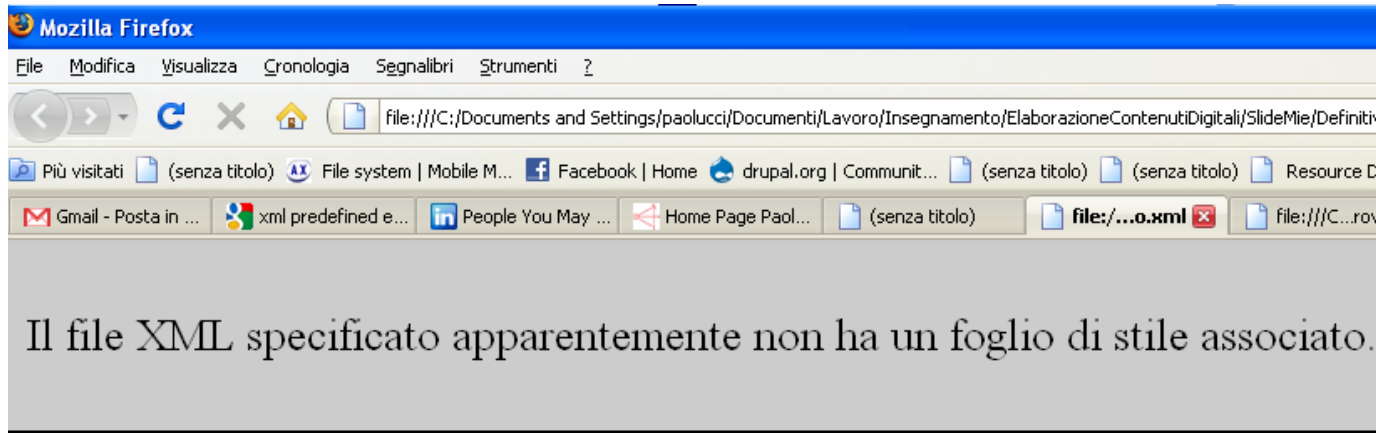 Mozilla Firefox
File Modifica Visualizza Cronologia Segnalibri Strumenti ?
file:///C:/Documents and Settings/paolucci/Documenti/Lavoro/Insegnamento/ElaborazioneContenutiDigitali/SlideMie/Definitiv
Più visitati (senza titolo) File system | Mobile M... Facebook | Home drupal.org | Communit... (senza titolo) (senza titolo) Resource D
Gmail - Posta in ... xml predefined e... People You May ... Home Page Paol... (senza titolo) file:/...o.xml file:///C...rov
Il file XML specificato apparentemente non ha un foglio di stile associato.